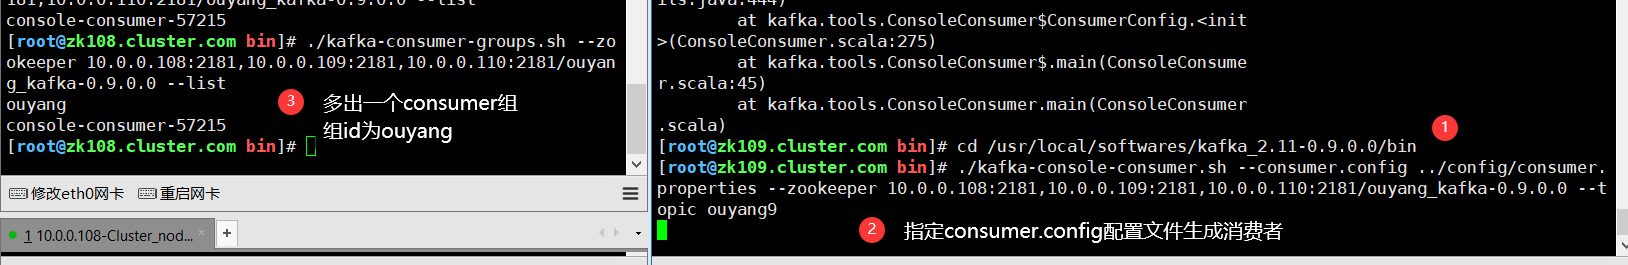 181,10.0.0.110:2181/ouyang_kafka-0.9.0.0 --list
console-consumer-57215
[root@zk108.cluster.com bin]# ./kafka-consumer-groups.sh --zo
okeeper 10.0.0.108:2181,10.0.0.109:2181,10.0.0.110:2181/ouyan
g_kafka-0.9.0.0 --list
ouyang
console-consumer-57215
[root@zk108.cluster.com bin]#
3
多出一个consumer组
组id为ouyang
修改eth0网卡 重启网卡
1 10.0.0.108-Cluster_nod... × +
ils.java:444)
at kafka.tools.ConsoleConsumer$ConsumerConfig.<init
>(ConsoleConsumer.scala:275)
at kafka.tools.ConsoleConsumer$.main(ConsoleConsume
r.scala:45)
at kafka.tools.ConsoleConsumer.main(ConsoleConsumer
.scala)
1
[root@zk109.cluster.com bin]# cd /usr/local/softwares/kafka_2.11-0.9.0.0/bin
[root@zk109.cluster.com bin]# ./kafka-console-consumer.sh --consumer.config ../config/consumer.
properties --zookeeper 10.0.0.108:2181,10.0.0.109:2181,10.0.0.110:2181/ouyang_kafka-0.9.0.0 --t
opic ouyang9
2 指定consumer.config配置文件生成消费者